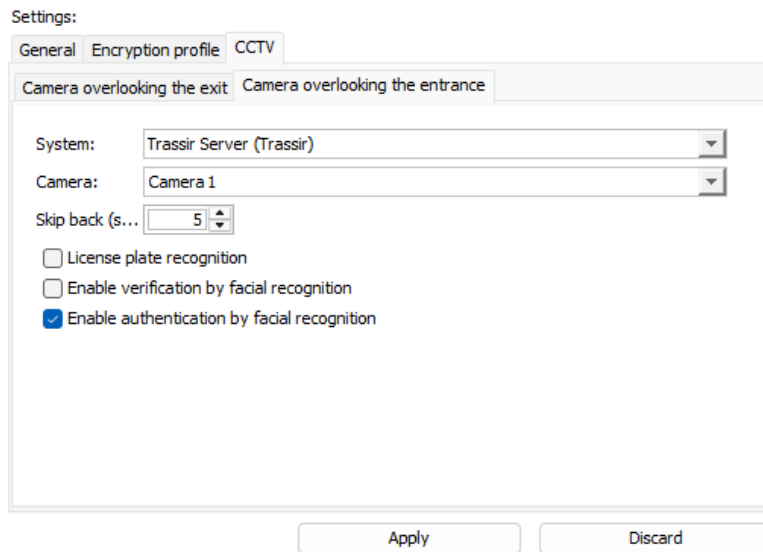 Settings:
General Encryption profile CCTV
Camera overlooking the exit Camera overlooking the entrance
System: Trassir Server (Trassir)
Camera: Camera 1
Skip back (s... 5
License plate recognition
Enable verification by facial recognition
Enable authentication by facial recognition
Apply Discard